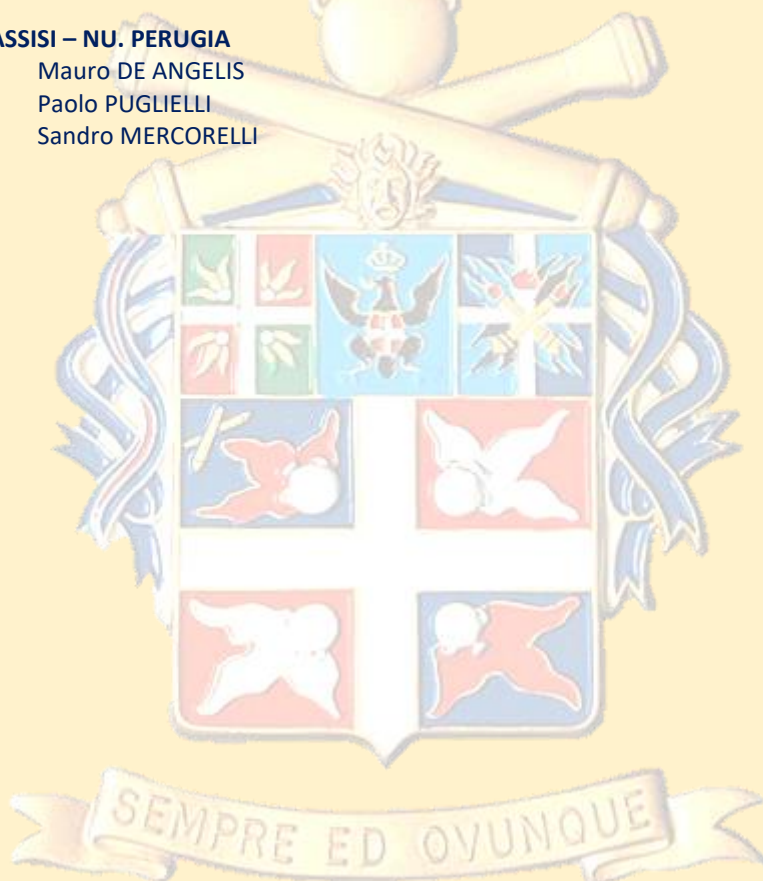 ASSISI – NU. PERUGIA
Mauro DE ANGELIS
Paolo PUGLIELLI
Sandro MERCORELLI
SEMPRE ED OVUNQUE